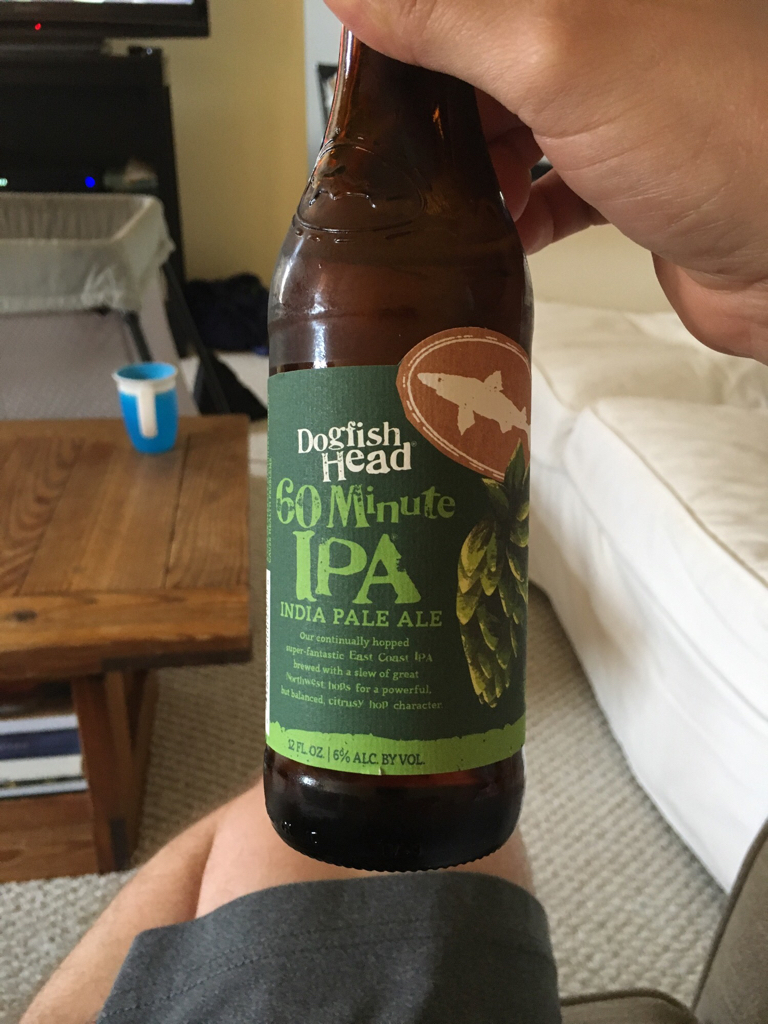 Dogfish
Head
60 Minute
IPA
INDIA PALE ALE
Our continually hopped
super-fantastic East Coast IPA
brewed with a slew of great
Northwest hops for a powerful,
but balanced, citrusy hop character.
12 FL. OZ. | 6% ALC. BY VOL.